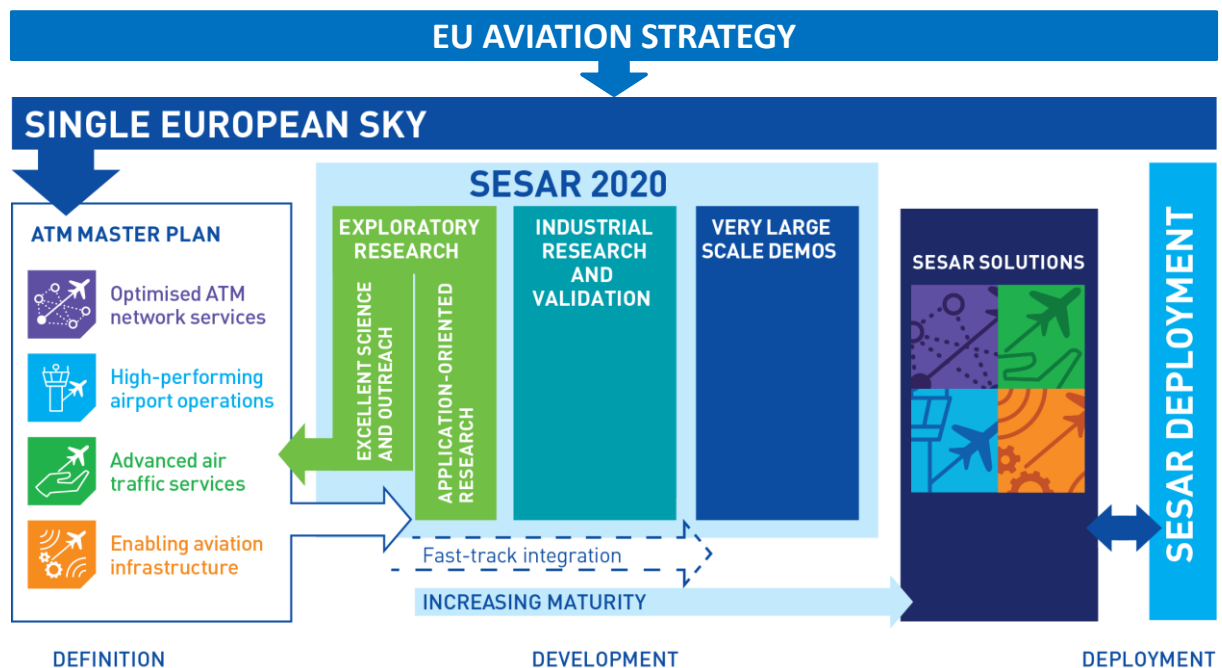 EU AVIATION STRATEGY
SINGLE EUROPEAN SKY
ATM MASTER PLAN
Optimised ATM
network services
High-performing
airport operations
Advanced air
traffic services
Enabling aviation
infrastructure
SESAR 2020
EXPLORATORY
RESEARCH
EXCELLENT SCIENCE
AND OUTREACH
APPLICATION-ORIENTED
RESEARCH
INDUSTRIAL
RESEARCH
AND
VALIDATION
VERY LARGE
SCALE DEMOS
Fast-track integration
INCREASING MATURITY
SESAR SOLUTIONS
SESAR DEPLOYMENT
DEFINITION
DEVELOPMENT
DEPLOYMENT